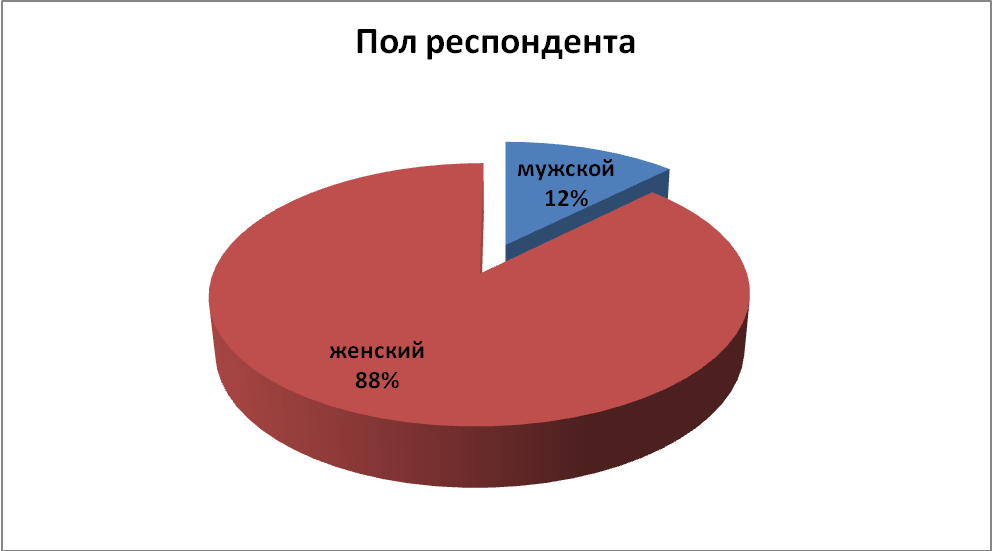 Пол респондента
мужской
12%
женский
88%